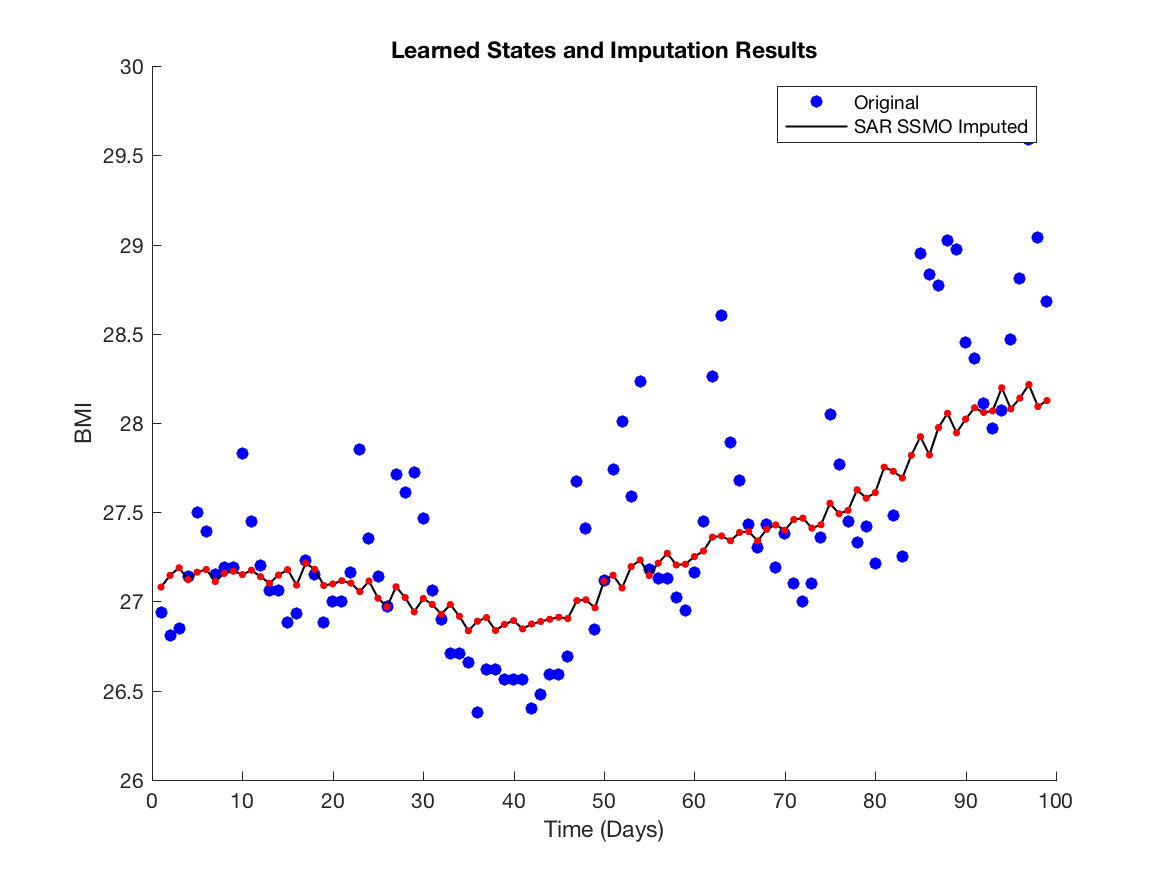 Learned States and Imputation Results
Original
SAR SSMO Imputed
30
29.5
29
28.5
28
27.5
27
26.5
26
BMI
0 10 20 30 40 50 60 70 80 90 100
Time (Days)